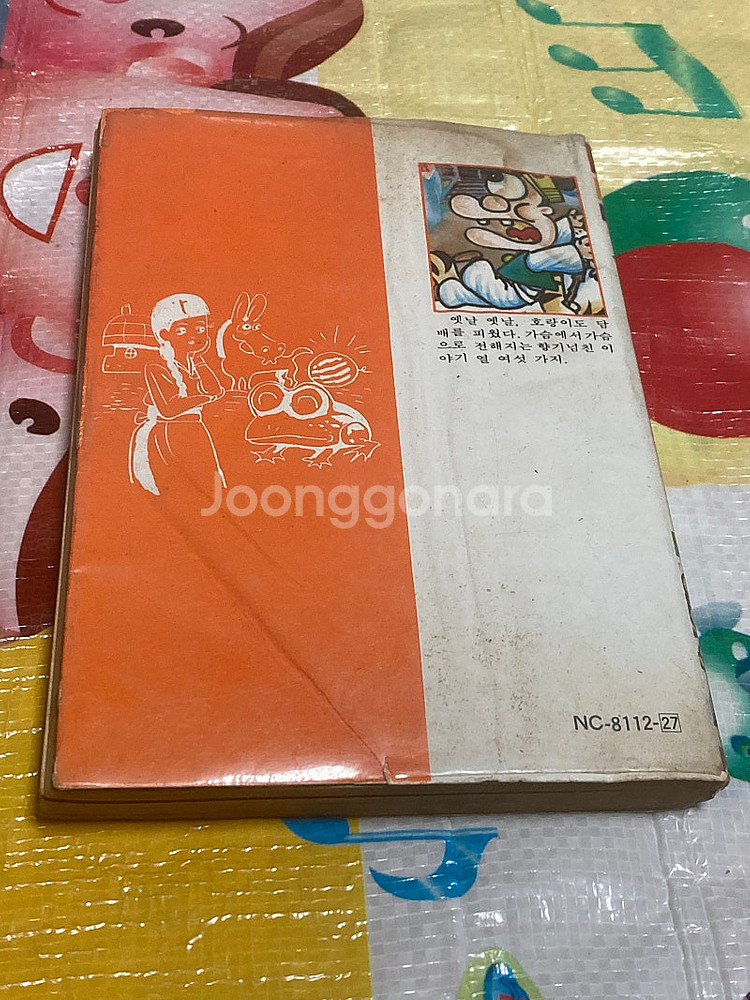 옛날 옛날, 호랑이도 담
배를 피웠다. 가슴에서가슴
으로 전해지는 향기넘친 이
야기 열 여섯 가지.
Joonggonara
NC-8112-27